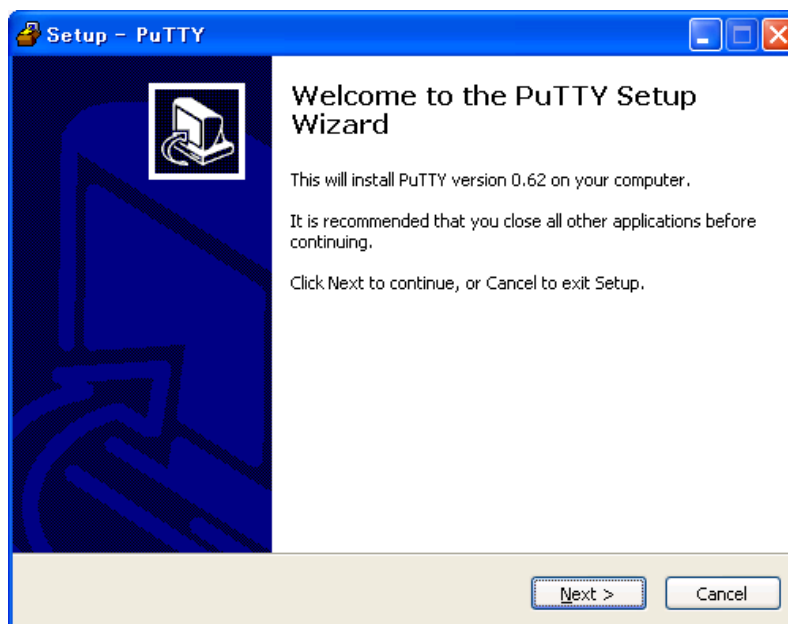 Setup - PuTTY
Welcome to the PuTTY Setup
Wizard
This will install PuTTY version 0.62 on your computer.
It is recommended that you close all other applications before
continuing.
Click Next to continue, or Cancel to exit Setup.
Next >
Cancel